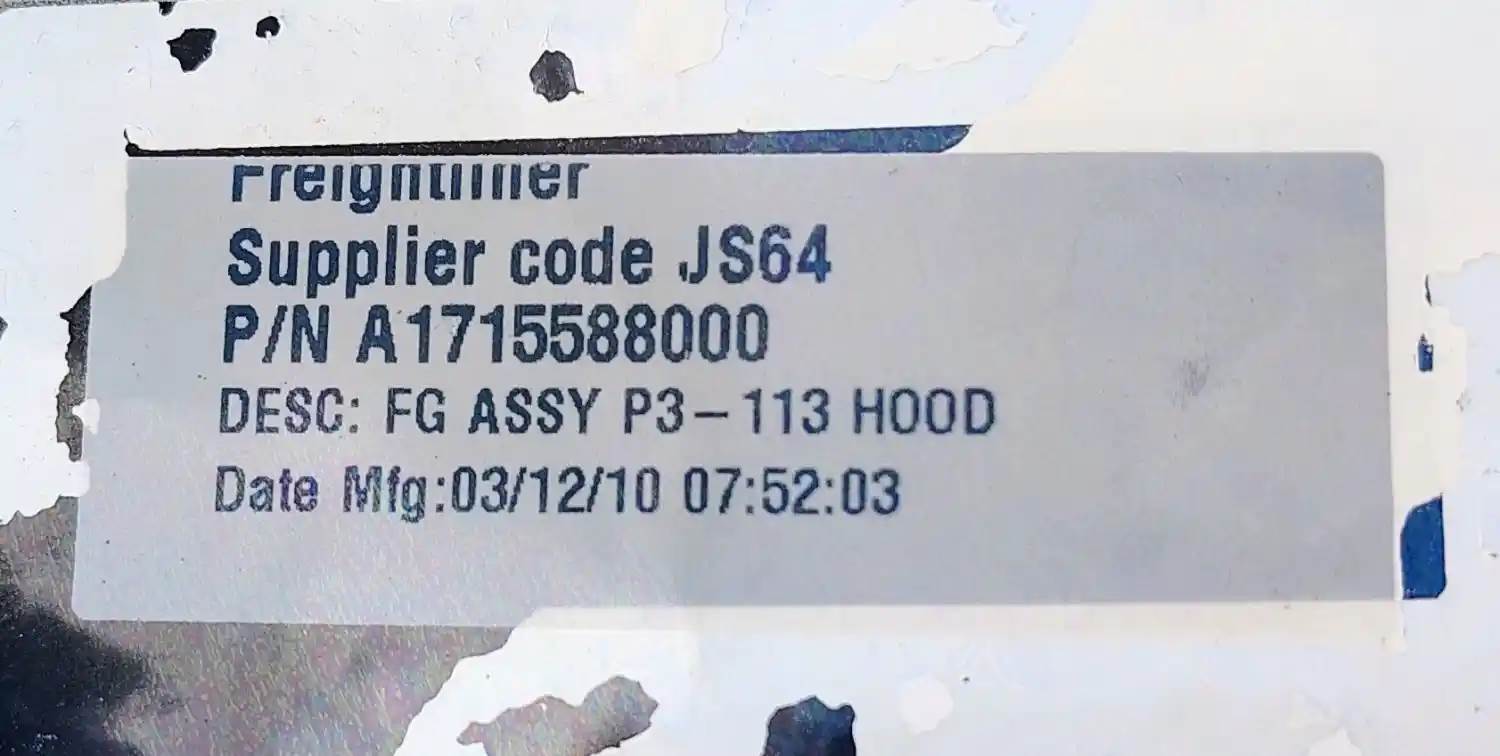 Freightliner
Supplier code JS64
P/N A1715588000
DESC: FG ASSY P3-113 HOOD
Date Mfg:03/12/10 07:52:03